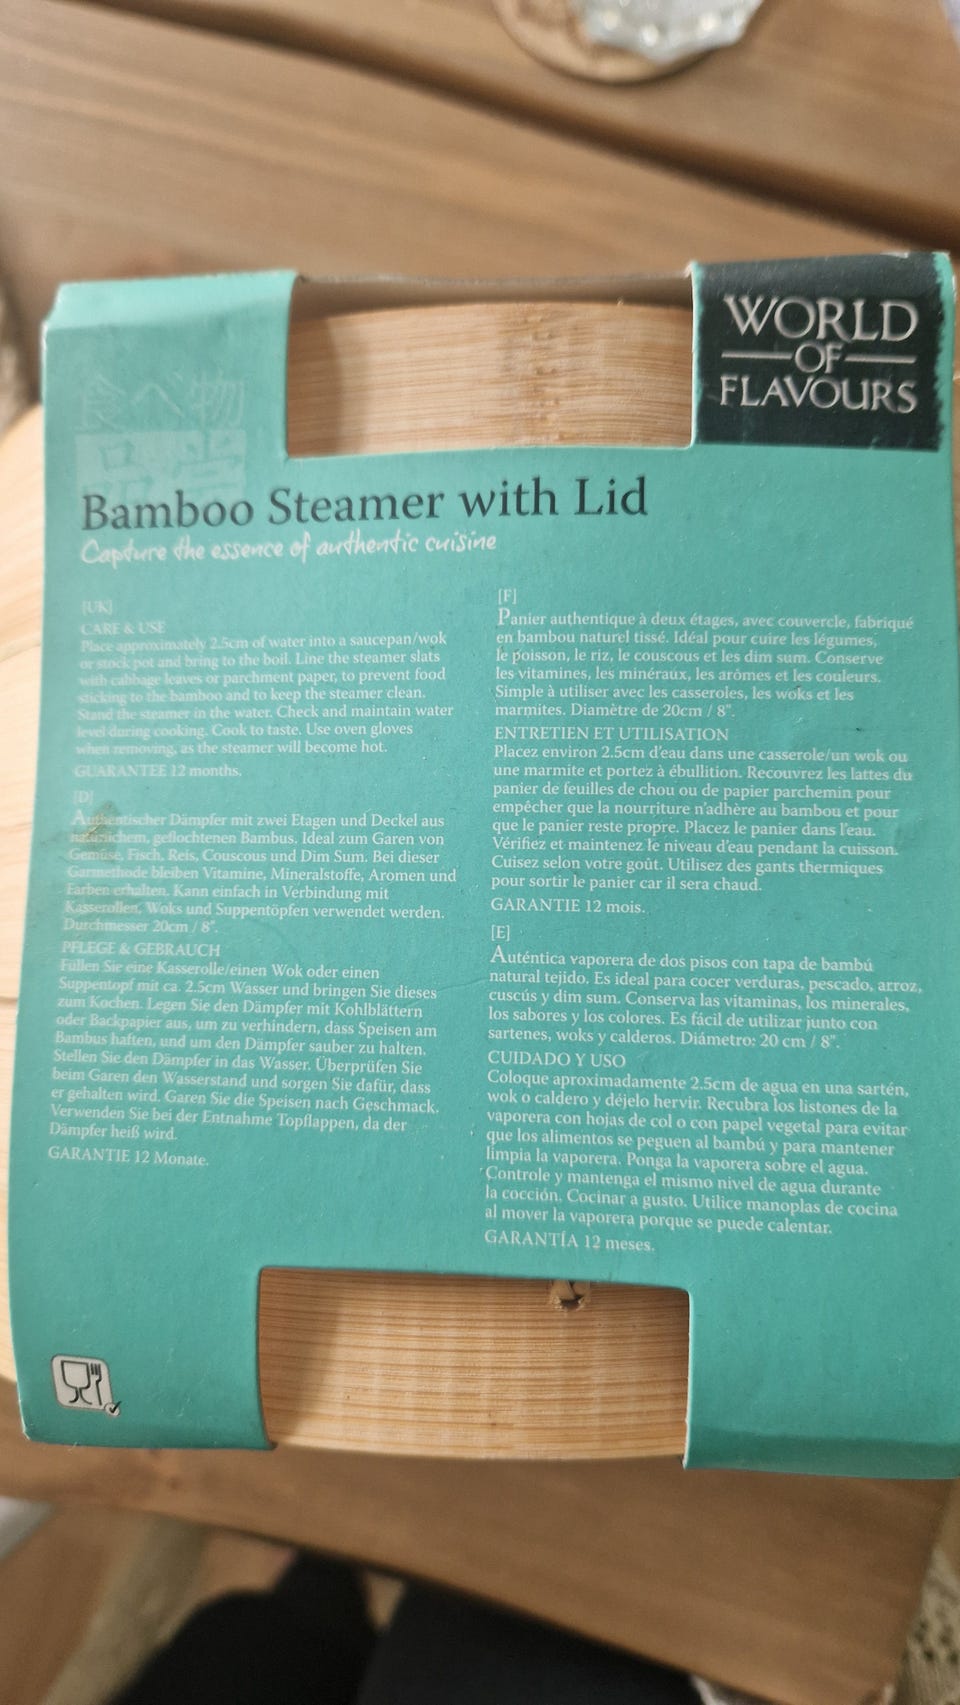 WORLD
OF
FLAVOURS
食べ物
Bamboo Steamer with Lid
Capture the essence of authentic cuisine
[UK]
CARE & USE
Place approximately 2.5cm of water into a saucepan/wok
or stock pot and bring to the boil. Line the steamer slats
with cabbage leaves or parchment paper, to prevent food
sticking to the bamboo and to keep the steamer clean.
Stand the steamer in the water. Check and maintain water
level during cooking. Cook to taste. Use oven gloves
when removing, as the steamer will become hot.
GUARANTEE 12 months.
[D]
Authentischer Dämpfer mit zwei Etagen und Deckel aus
natürlichem, geflochtenen Bambus. Ideal zum Garen von
Gemüse, Fisch, Reis, Couscous und Dim Sum. Bei dieser
Garmethode bleiben Vitamine, Mineralstoffe, Aromen und
Farben erhalten. Kann einfach in Verbindung mit
Kasserollen, Woks und Suppentöpfen verwendet werden.
Durchmesser 20cm / 8".
PFLEGE & GEBRAUCH
Füllen Sie eine Kasserolle/einen Wok oder einen
Suppentopf mit ca. 2.5cm Wasser und bringen Sie dieses
zum Kochen. Legen Sie den Dämpfer mit Kohlblättern
oder Backpapier aus, um zu verhindern, dass Speisen am
Bambus haften, und um den Dämpfer sauber zu halten.
Stellen Sie den Dämpfer in das Wasser. Überprüfen Sie
beim Garen den Wasserstand und sorgen Sie dafür, dass
er gehalten wird. Garen Sie die Speisen nach Geschmack.
Verwenden Sie bei der Entnahme Topflappen, da der
Dämpfer heiß wird.
GARANTIE 12 Monate.
[F]
Panier authentique à deux étages, avec couvercle, fabriqué
en bambou naturel tissé. Idéal pour cuire les légumes,
le poisson, le riz, le couscous et les dim sum. Conserve
les vitamines, les minéraux, les arômes et les couleurs.
Simple à utiliser avec les casseroles, les woks et les
marmites. Diamètre de 20cm / 8".
ENTRETIEN ET UTILISATION
Placez environ 2.5cm d'eau dans une casserole/un wok ou
une marmite et portez à ébullition. Recouvrez les lattes du
panier de feuilles de chou ou de papier parchemin pour
empécher que la nourriture n'adhère au bambou et pour
que le panier reste propre. Placez le panier dans l'eau.
Vérifiez et maintenez le niveau d'eau pendant la cuisson.
Cuisez selon votre goût. Utilisez des gants thermiques
pour sortir le panier car il sera chaud.
GARANTIE 12 mois.
[E]
Auténtica vaporera de dos pisos con tapa de bambú
natural tejido. Es ideal para cocer verduras, pescado, arroz,
cuscús y dim sum. Conserva las vitaminas, los minerales,
los sabores y los colores. Es fácil de utilizar junto con
sartenes, woks y calderos. Diámetro: 20 cm / 8".
CUIDADO Y USO
Coloque aproximadamente 2.5cm de agua en una sartén,
wok o caldero y déjelo hervir. Recubra los listones de la
vaporera con hojas de col o con papel vegetal para evitar
que los alimentos se peguen al bambú y para mantener
limpia la vaporera. Ponga la vaporera sobre el agua.
Controle y mantenga el mismo nivel de agua durante
la cocción. Cocinar a gusto. Utilice manoplas de cocina
al mover la vaporera porque se puede calentar.
GARANTÍA 12 meses.